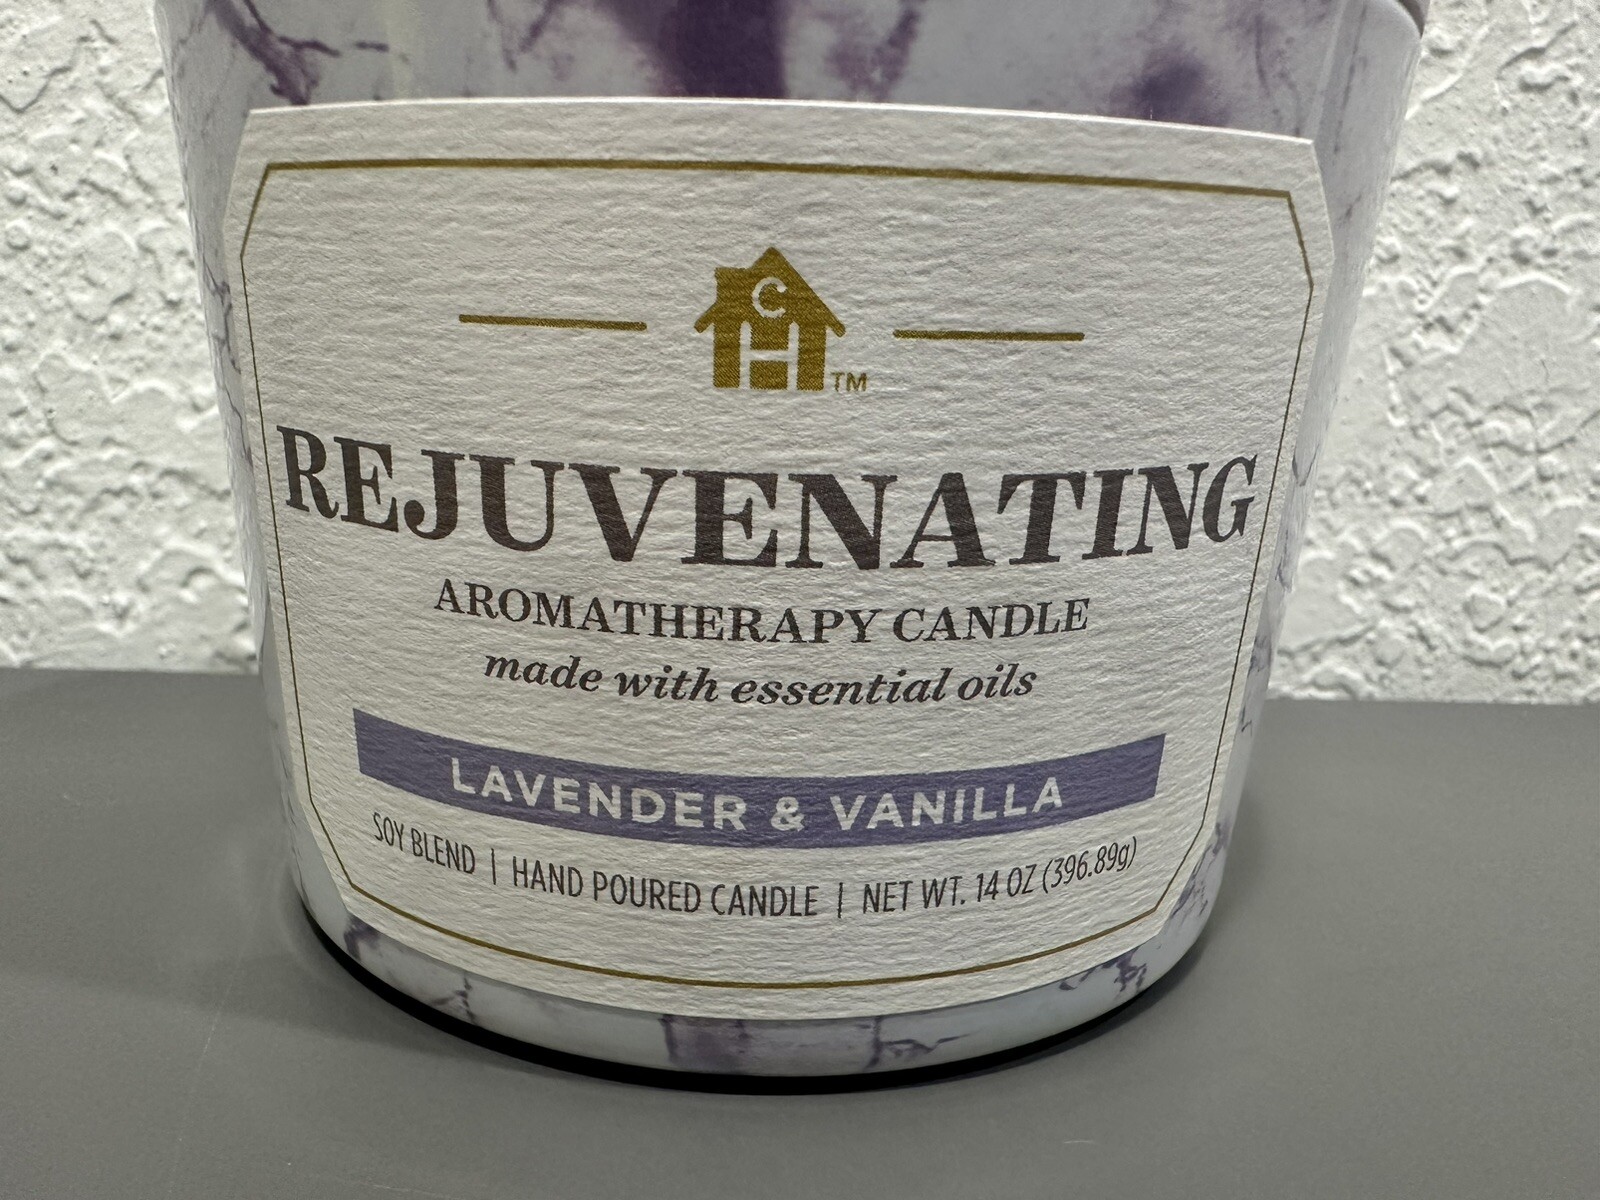 C
H TM
REJUVENATING
AROMATHERAPY CANDLE
made with essential oils
LAVENDER & VANILLA
SOY BLEND | HAND POURED CANDLE | NET WT. 14 OZ (396.89g)